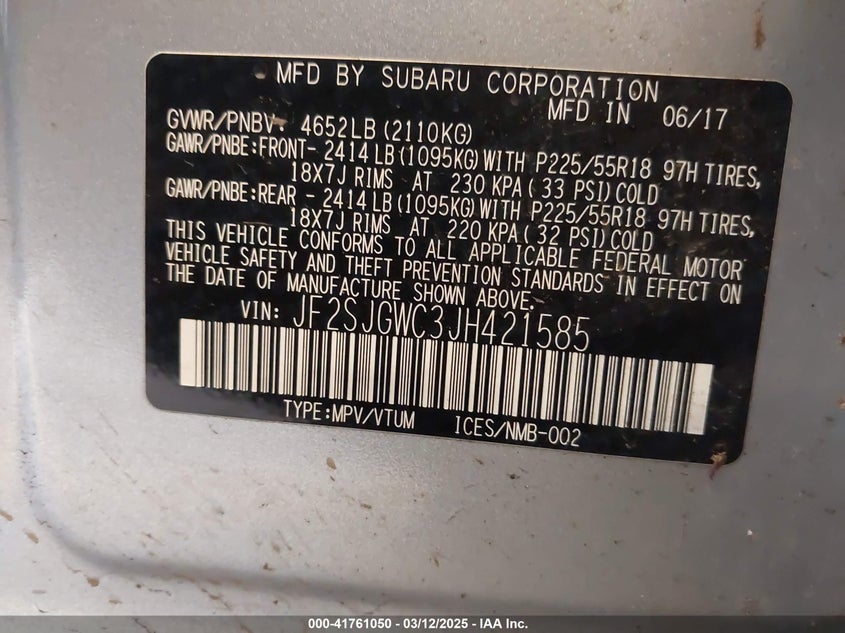 MFD BY SUBARU CORPORATION
MFD IN 06/17
GVWR/PNBV: 4652LB(2110KG)
GAWR/PNBE:FRONT- 2414LB(1095KG)WITH P225/55R18 97H TIRES,
18X7J RIMS AT 230 KPA( 33 PSI)COLD
GAWR/PNBE:REAR - 2414LB(1095KG)WITH P225/55R18 97H TIRES,
18X7J RIMS AT 220 KPA( 32 PSI)COLD
THIS VEHICLE CONFORMS TO ALL APPLICABLE FEDERAL MOTOR
VEHICLE SAFETY AND THEFT PREVENTION STANDARDS IN EFFECT ON
THE DATE OF MANUFACTURE SHOWN ABOVE.
VIN: JF2SJGWC3JH421585
TYPE:MPV/VTUM ICES/NMB-002
000-41761050 - 03/12/2025 - IAA Inc.